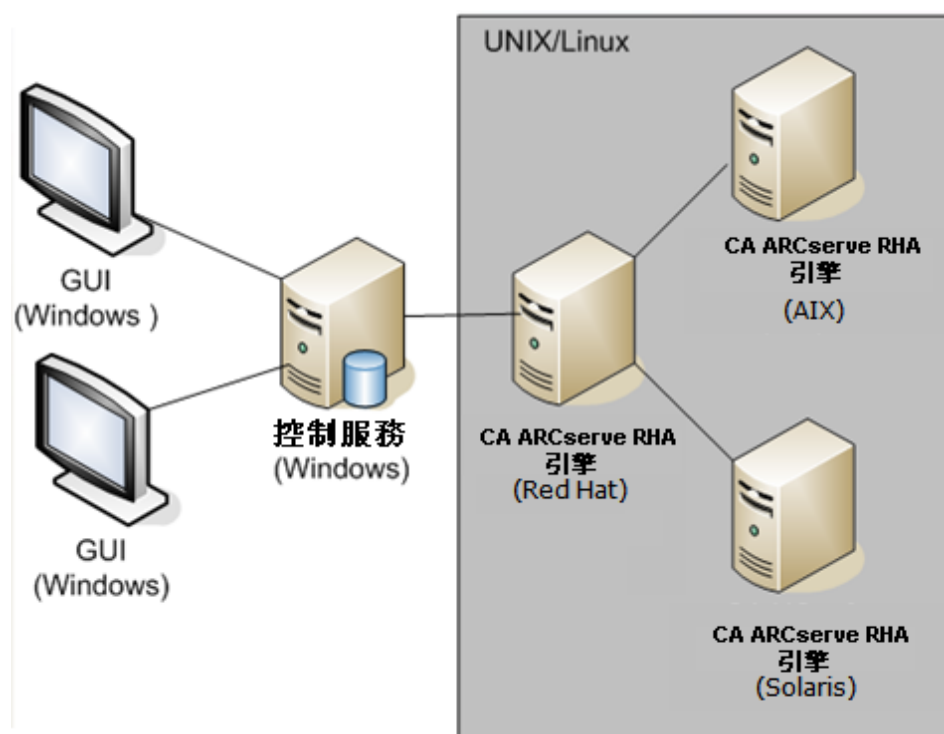 UNIX/Linux
GUI
(Windows )
控制服務
(Windows)
GUI
(Windows)
CA ARCserve RHA
引擎
(Red Hat)
CA ARCserve RHA
引擎
(AIX)
CA ARCserve RHA
引擎
(Solaris)